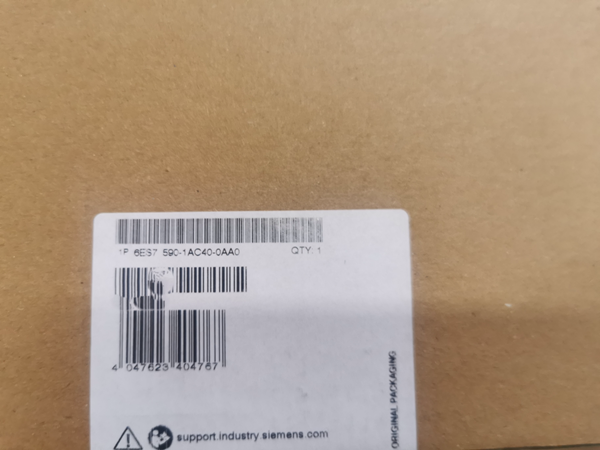 1P 6ES7 590-1AC40-0AA0 QTY. 1
4 047623 404767
support.industry.siemens.com
ORIGINAL PACKAGING